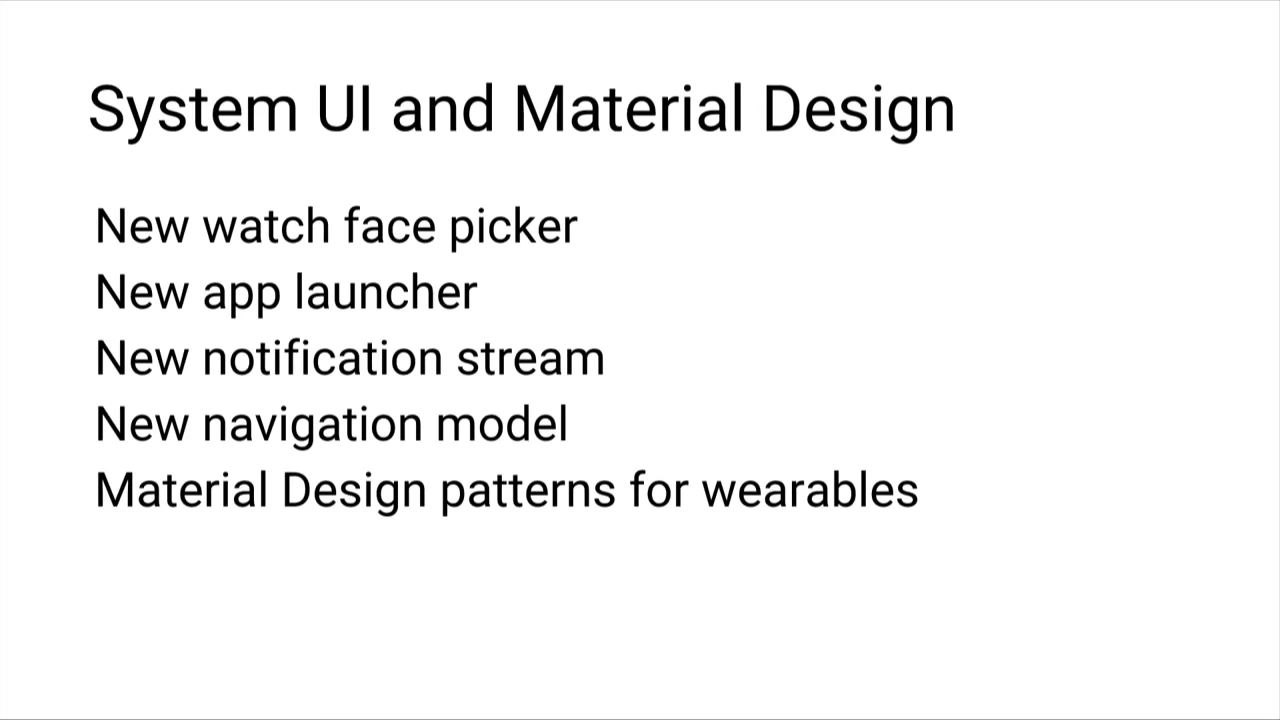 System UI and Material Design
New watch face picker
New app launcher
New notification stream
New navigation model
Material Design patterns for wearables